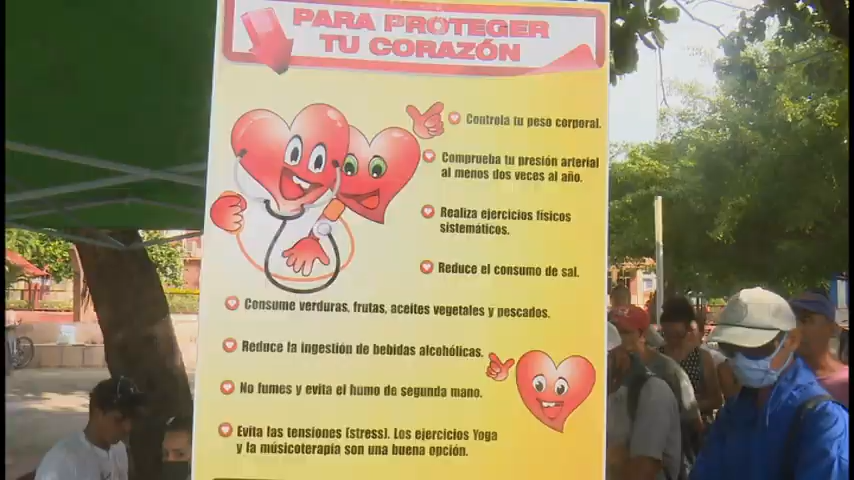 PARA PROTEGER
TU CORAZÓN
Controla tu peso corporal.
Comprueba tu presión arterial
al menos dos veces al año.
Realiza ejercicios físicos
sistemáticos.
Reduce el consumo de sal.
Consume verduras, frutas, aceites vegetales y pescados.
Reduce la ingestión de bebidas alcohólicas.
No fumes y evita el humo de segunda mano.
Evita las tensiones (stress). Los ejercicios Yoga
y la músicoterapia son una buena opción.